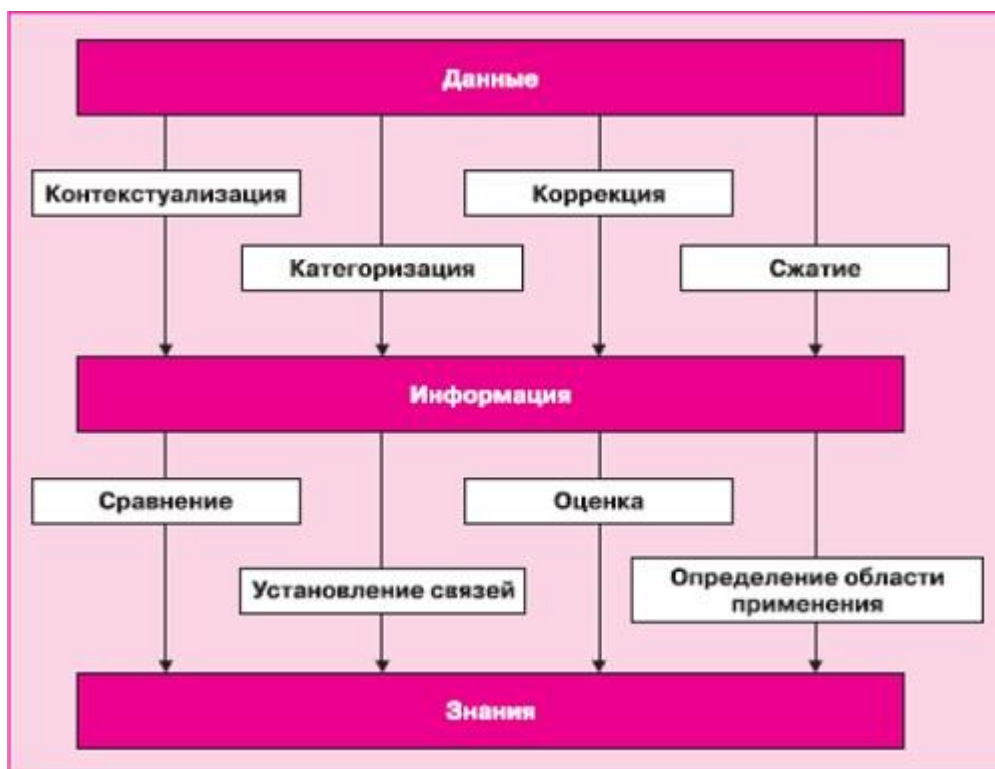 Данные
Контекстуализация
Коррекция
Категоризация
Сжатие
Информация
Сравнение
Оценка
Установление связей
Определение области
применения
Знания